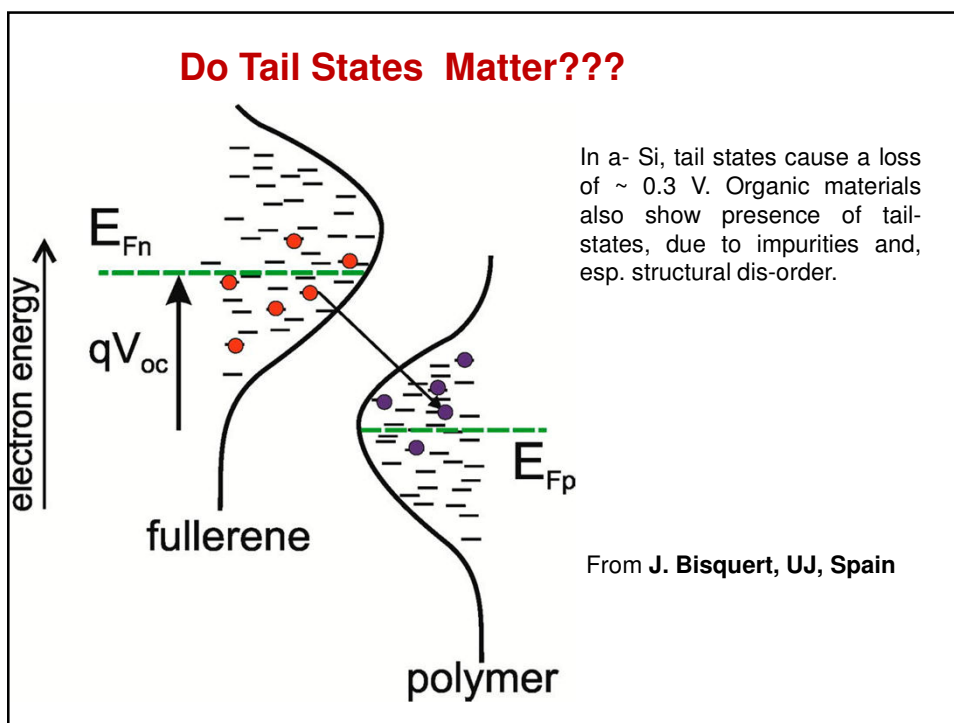 Do Tail States Matter???
In a- Si, tail states cause a loss
of ~ 0.3 V. Organic materials
also show presence of tail-
states, due to impurities and,
esp. structural dis-order.
E_Fn
electron energy
qV_oc
E_Fp
fullerene
From J. Bisquert, UJ, Spain
polymer